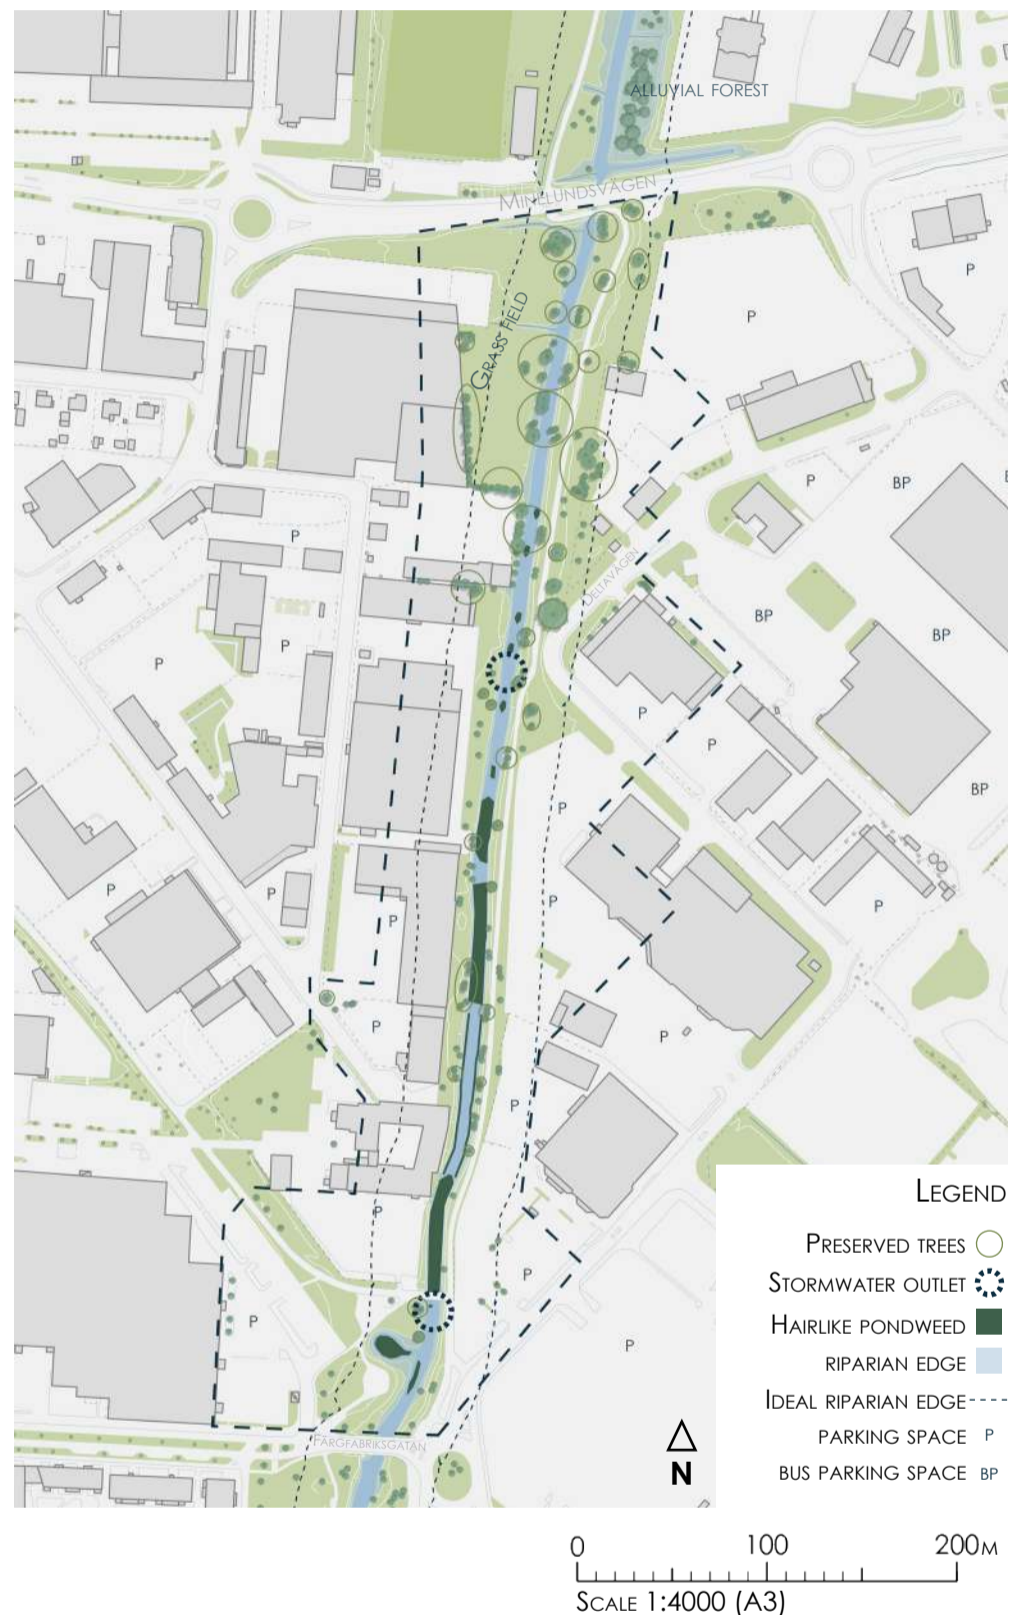 Alluvial forest
Minelundsvägen
P
Grass field
P
P
BP
P
Deltavägen
BP
BP
P
P
P
P
BP
P
P
P
P
P
P
P
P
P
P
P
P
P
Färgfabriksgatan
Legend
Preserved trees
Stormwater outlet
Hairlike pondweed
riparian edge
Ideal riparian edge
parking space P
bus parking space BP
N
0 100 200m
Scale 1:4000 (A3)